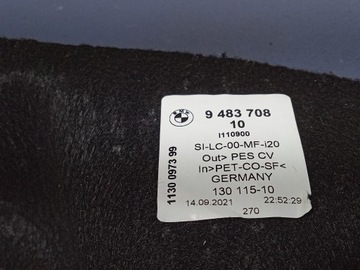 BMW
9 483 708
10
I110900
SI-LC-00-MF-i20
Out> PES CV
In>PET-CO-SF<
GERMANY
130 115-10
14.09.2021 22:52:29
270
1130 0973 99